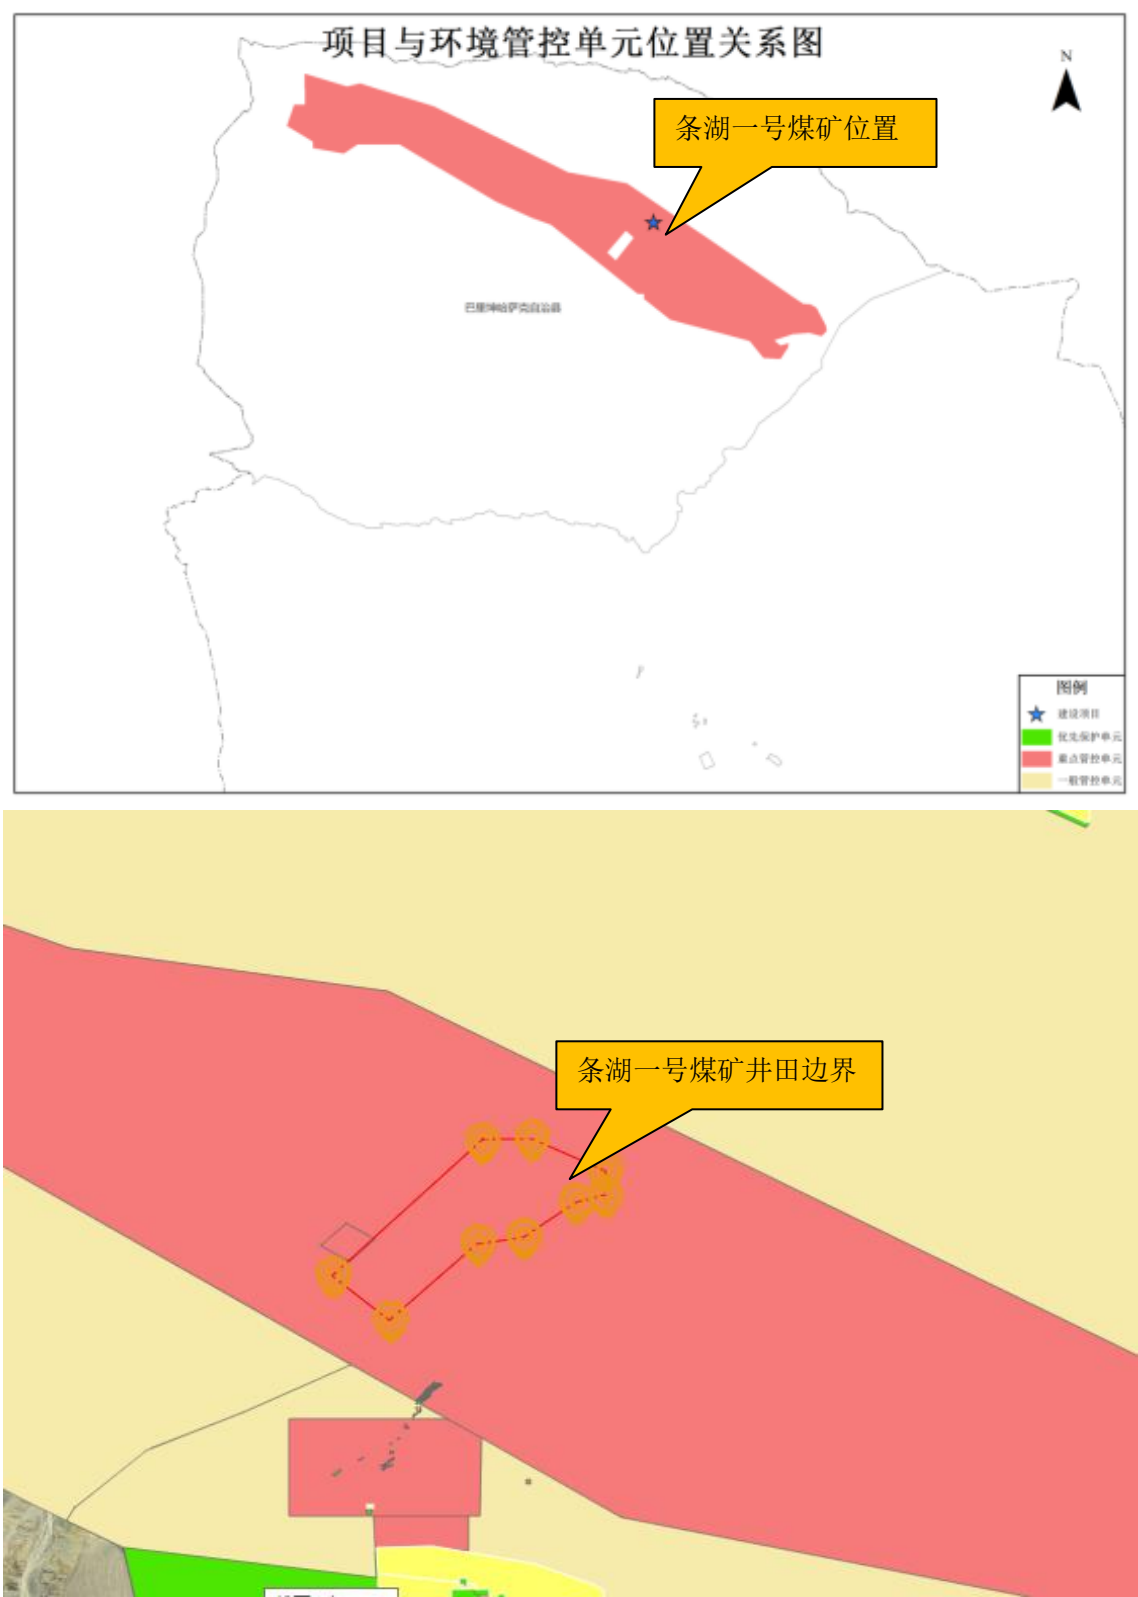 项目与环境管控单元位置关系图
N
条湖一号煤矿位置
巴里坤哈萨克自治县
图例
建设项目
优先保护单元
重点管控单元
一般管控单元
条湖一号煤矿井田边界